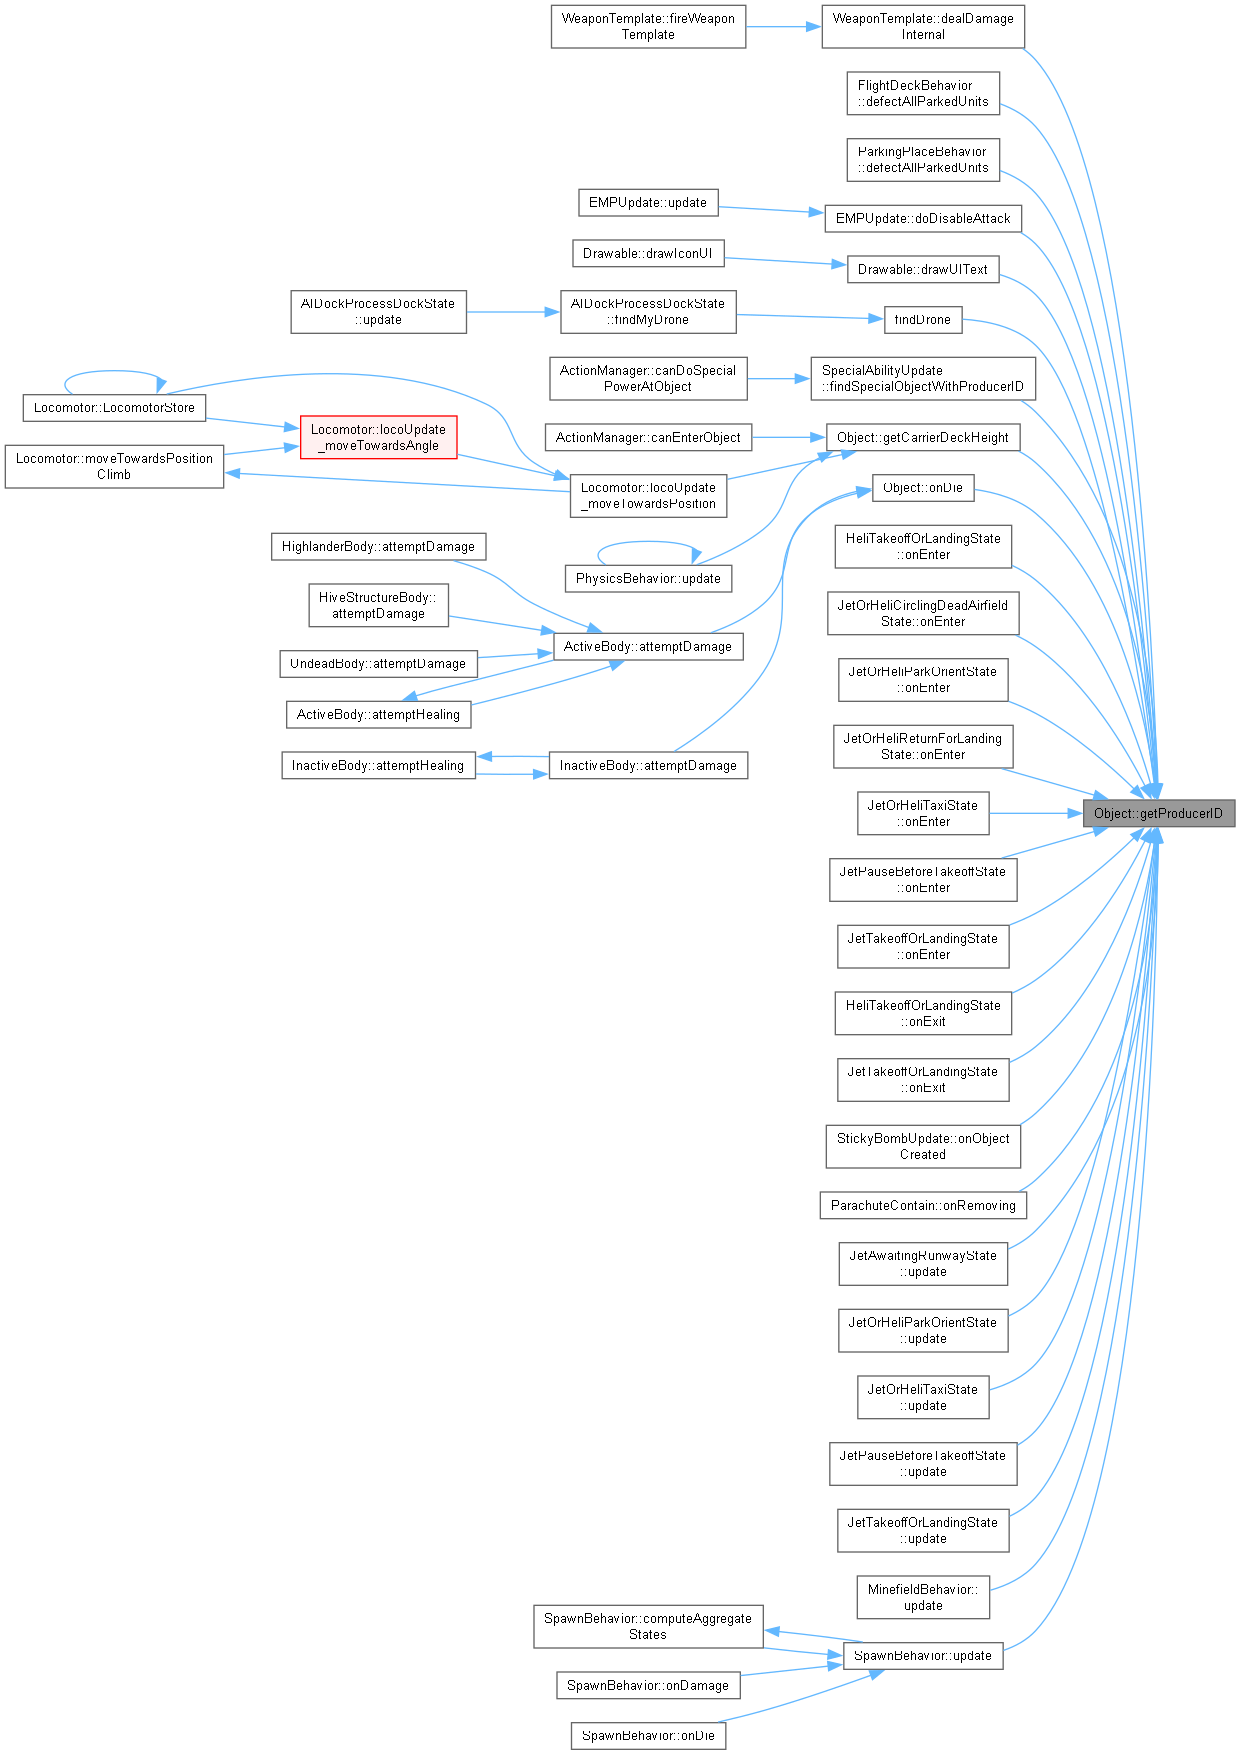 WeaponTemplate::fireWeapon
Template
WeaponTemplate::dealDamage
Internal
FlightDeckBehavior
::defectAllParkedUnits
ParkingPlaceBehavior
::defectAllParkedUnits
EMPUpdate::update
EMPUpdate::doDisableAttack
Drawable::drawIconUI
Drawable::drawUIText
AIDockProcessDockState
::update
AIDockProcessDockState
::findMyDrone
findDrone
ActionManager::canDoSpecial
PowerAtObject
SpecialAbilityUpdate
::findSpecialObjectWithProducerID
Locomotor::LocomotorStore
Locomotor::locoUpdate
_moveTowardsAngle
ActionManager::canEnterObject
Object::getCarrierDeckHeight
Locomotor::moveTowardsPosition
Climb
Locomotor::locoUpdate
_moveTowardsPosition
Object::onDie
HighlanderBody::attemptDamage
PhysicsBehavior::update
HeliTakeoffOrLandingState
::onEnter
HiveStructureBody::
attemptDamage
JetOrHeliCirclingDeadAirfield
State::onEnter
UndeadBody::attemptDamage
ActiveBody::attemptDamage
JetOrHeliParkOrientState
::onEnter
ActiveBody::attemptHealing
JetOrHeliReturnForLanding
State::onEnter
InactiveBody::attemptHealing
InactiveBody::attemptDamage
JetOrHeliTaxiState
::onEnter
Object::getProducerID
JetPauseBeforeTakeoffState
::onEnter
JetTakeoffOrLandingState
::onEnter
HeliTakeoffOrLandingState
::onExit
JetTakeoffOrLandingState
::onExit
StickyBombUpdate::onObject
Created
ParachuteContain::onRemoving
JetAwaitingRunwayState
::update
JetOrHeliParkOrientState
::update
JetOrHeliTaxiState
::update
JetPauseBeforeTakeoffState
::update
JetTakeoffOrLandingState
::update
MinefieldBehavior::
update
SpawnBehavior::computeAggregate
States
SpawnBehavior::update
SpawnBehavior::onDamage
SpawnBehavior::onDie